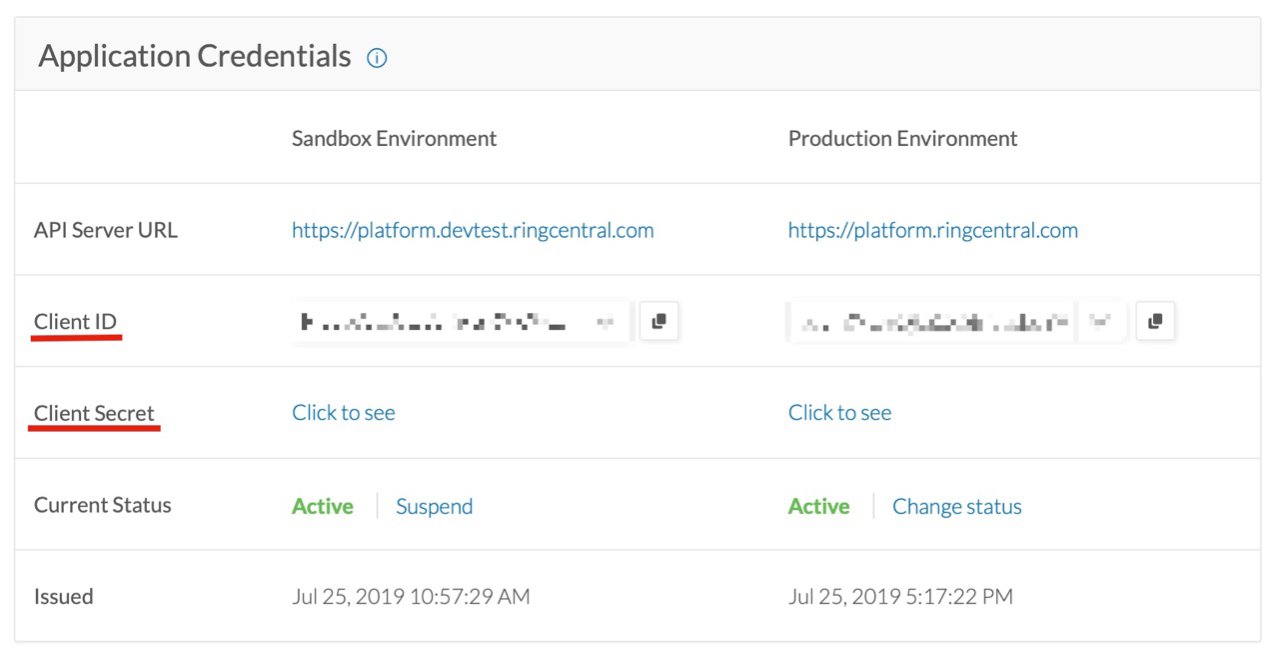 Application Credentials
Sandbox Environment Production Environment
API Server URL https://platform.devtest.ringcentral.com https://platform.ringcentral.com
Client ID
Client Secret Click to see Click to see
Current Status Active Suspend Active Change status
Issued Jul 25, 2019 10:57:29 AM Jul 25, 2019 5:17:22 PM